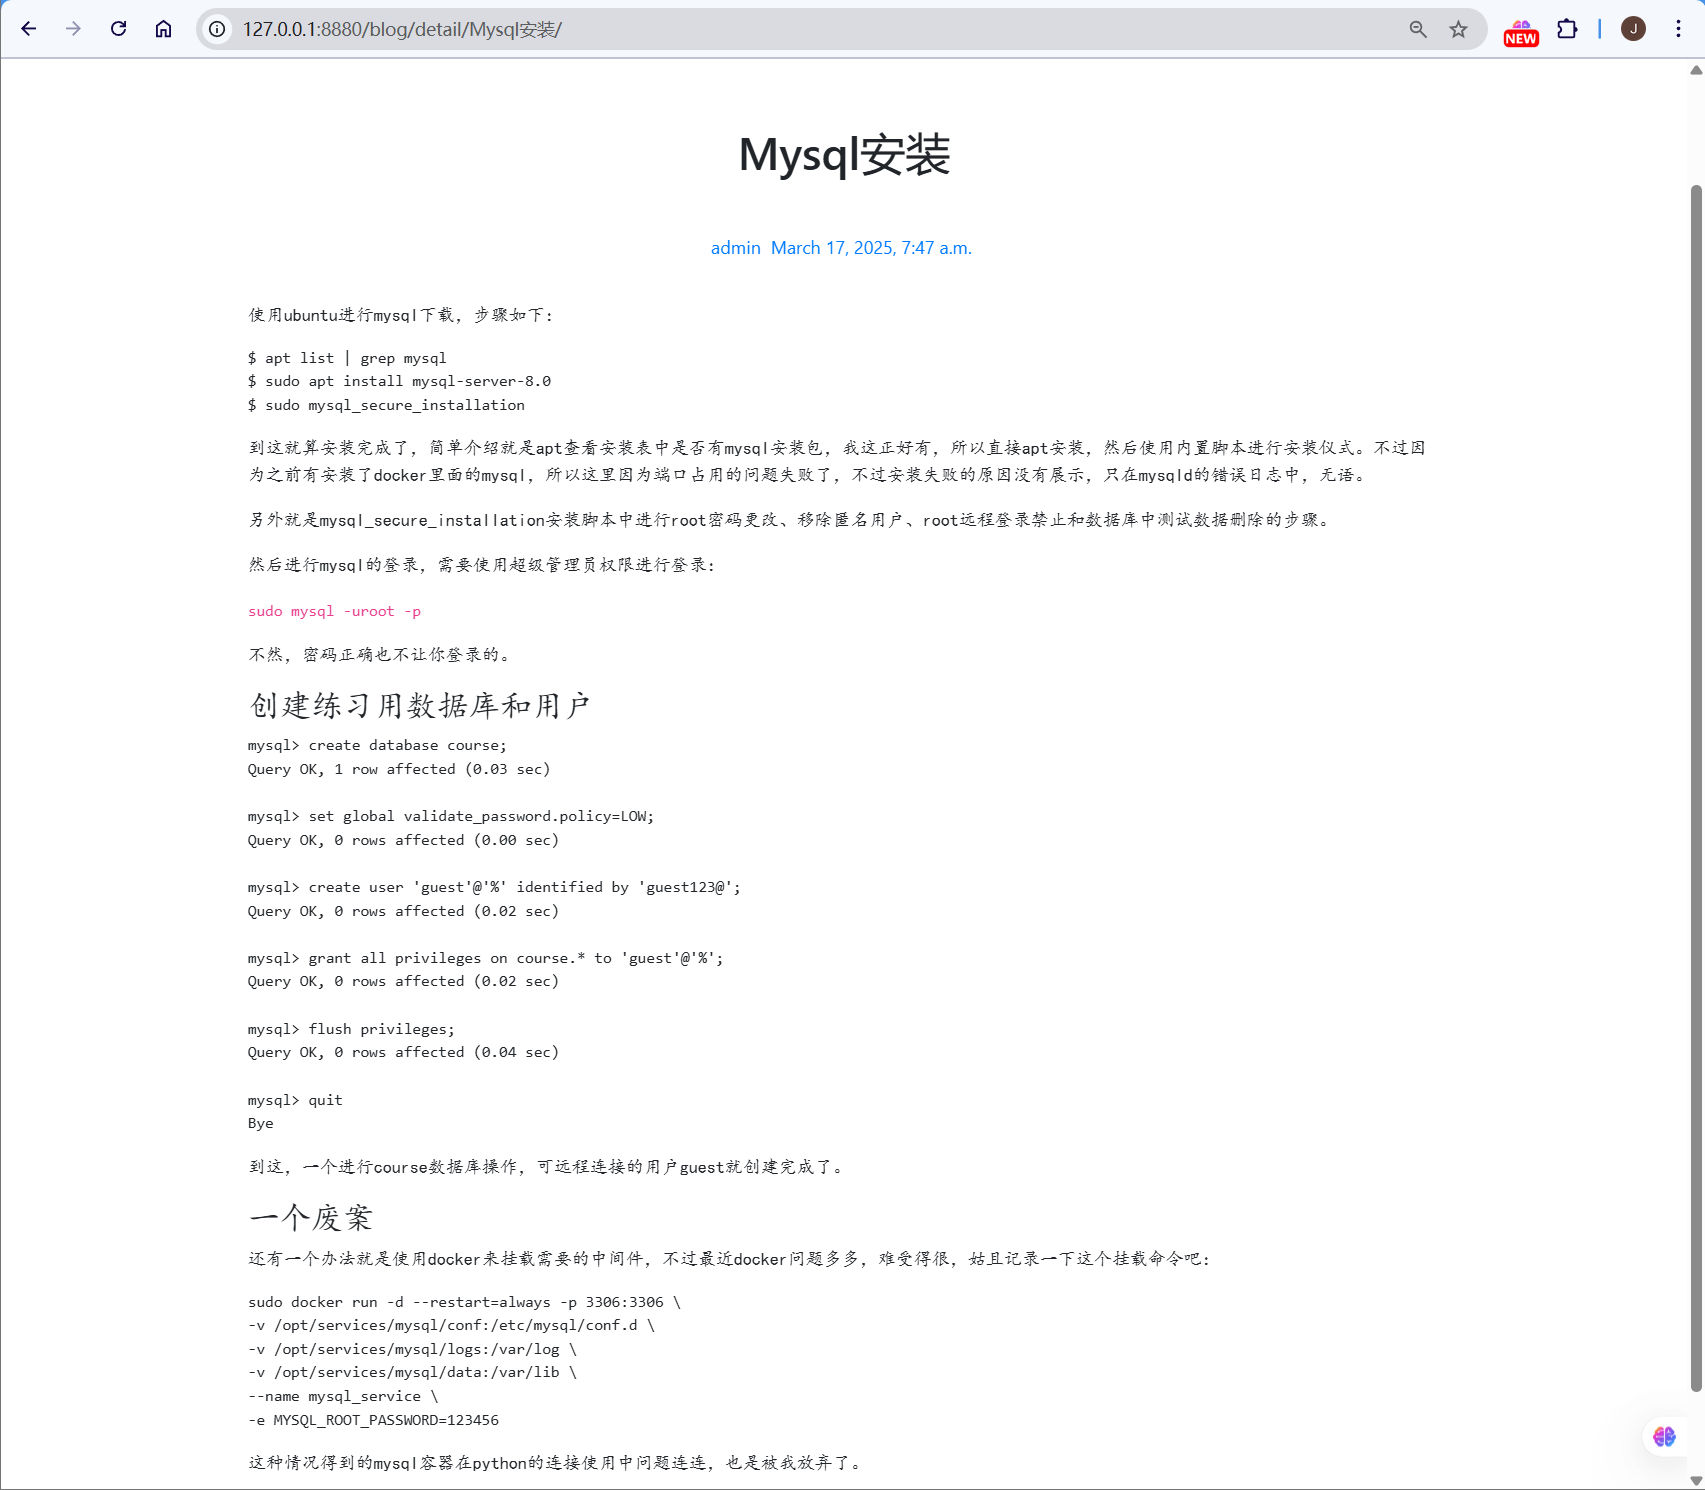 127.0.0.1:8880/blog/detail/Mysql安装/
NEW
J
Mysql安装
admin March 17, 2025, 7:47 a.m.
使用ubuntu进行mysql下载，步骤如下：
$ apt list | grep mysql
$ sudo apt install mysql-server-8.0
$ sudo mysql_secure_installation
到这就算安装完成了，简单介绍就是apt查看安装表中是否有mysql安装包，我这正好有，所以直接apt安装，然后使用内置脚本进行安装仪式。不过因
为之前有安装了docker里面的mysql，所以这里因为端口占用的问题失败了，不过安装失败的原因没有展示，只在mysqld的错误日志中，无语。
另外就是mysql_secure_installation安装脚本中进行root密码更改、移除匿名用户、root远程登录禁止和数据库中测试数据删除的步骤。
然后进行mysql的登录，需要使用超级管理员权限进行登录：
sudo mysql -uroot -p
不然，密码正确也不让你登录的。
创建练习用数据库和用户
mysql> create database course;
Query OK, 1 row affected (0.03 sec)
mysql> set global validate_password.policy=LOW;
Query OK, 0 rows affected (0.00 sec)
mysql> create user 'guest'@'%' identified by 'guest123@';
Query OK, 0 rows affected (0.02 sec)
mysql> grant all privileges on course.* to 'guest'@'%';
Query OK, 0 rows affected (0.02 sec)
mysql> flush privileges;
Query OK, 0 rows affected (0.04 sec)
mysql> quit
Bye
到这，一个进行course数据库操作，可远程连接的用户guest就创建完成了。
一个废案
还有一个办法就是使用docker来挂载需要的中间件，不过最近docker问题多多，难受得很，姑且记录一下这个挂载命令吧：
sudo docker run -d --restart=always -p 3306:3306 \
-v /opt/services/mysql/conf:/etc/mysql/conf.d \
-v /opt/services/mysql/logs:/var/log \
-v /opt/services/mysql/data:/var/lib \
--name mysql_service \
-e MYSQL_ROOT_PASSWORD=123456
这种情况得到的mysql容器在python的连接使用中问题连连，也是被我放弃了。